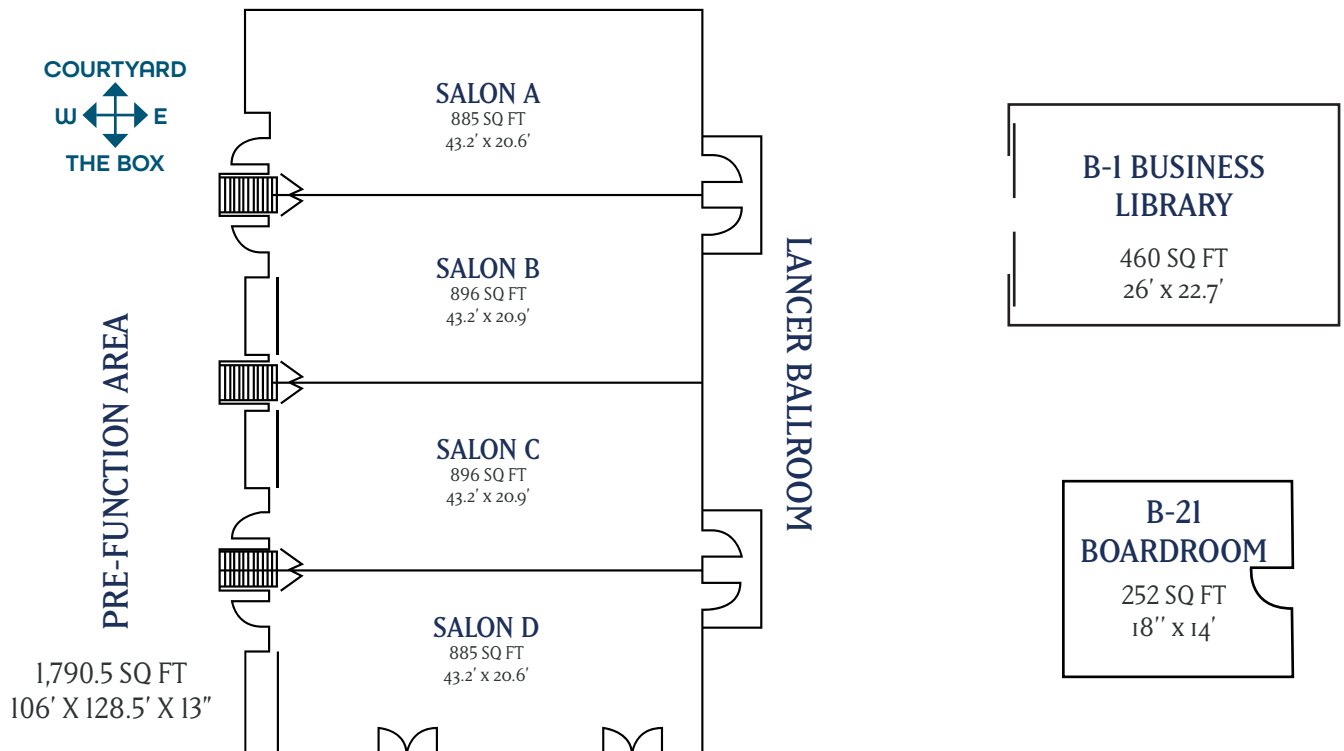 COURTYARD
W E
THE BOX
PRE-FUNCTION AREA
1,790.5 SQ FT
106' X 128.5' X 13"
SALON A
885 SQ FT
43.2' x 20.6'
SALON B
896 SQ FT
43.2' x 20.9'
SALON C
896 SQ FT
43.2' x 20.9'
SALON D
885 SQ FT
43.2' x 20.6'
LANCER BALLROOM
B-1 BUSINESS
LIBRARY
460 SQ FT
26' x 22.7'
B-21
BOARDROOM
252 SQ FT
18'' x 14'